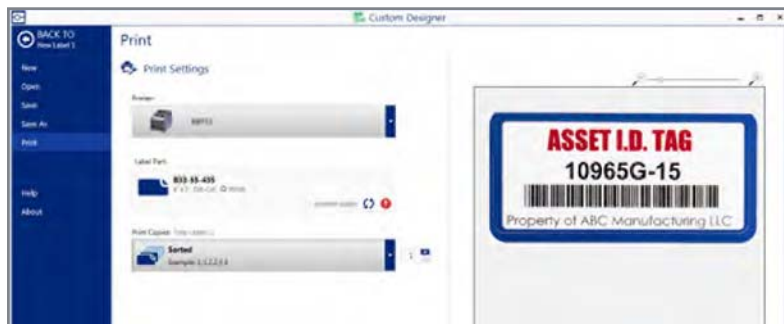 Custom Designer
BACK TO
New Label 1
Print
New
Open
Save
Save As
Print
Help
About
Print Settings
Printer
Label Part
Print Copies
Sorted
ASSET I.D. TAG
10965G-15
Property of ABC Manufacturing LLC